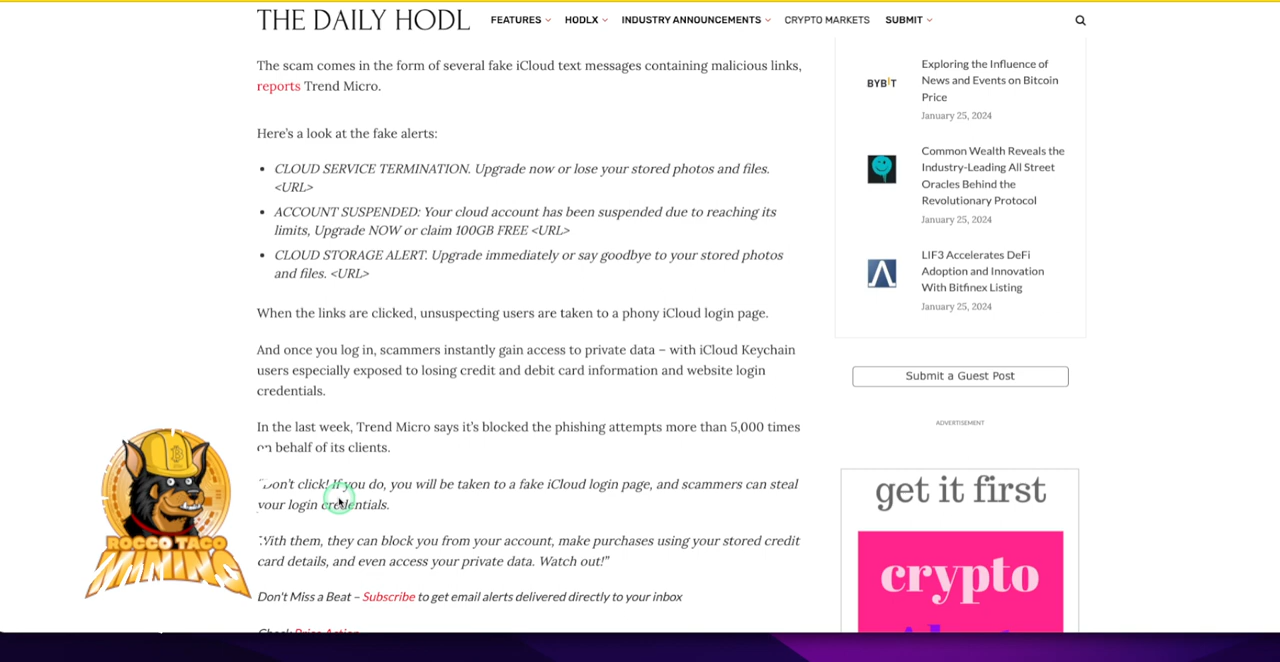 THE DAILY HODL
FEATURES
HODLX
INDUSTRY ANNOUNCEMENTS
CRYPTO MARKETS
SUBMIT
The scam comes in the form of several fake iCloud text messages containing malicious links,
reports Trend Micro.
Here's a look at the fake alerts:
• CLOUD SERVICE TERMINATION. Upgrade now or lose your stored photos and files.
<URL>
• ACCOUNT SUSPENDED: Your cloud account has been suspended due to reaching its
limits, Upgrade NOW or claim 100GB FREE <URL>
• CLOUD STORAGE ALERT. Upgrade immediately or say goodbye to your stored photos
and files. <URL>
When the links are clicked, unsuspecting users are taken to a phony iCloud login page.
And once you log in, scammers instantly gain access to private data – with iCloud Keychain
users especially exposed to losing credit and debit card information and website login
credentials.
In the last week, Trend Micro says it's blocked the phishing attempts more than 5,000 times
on behalf of its clients.
"Don't click! If you do, you will be taken to a fake iCloud login page, and scammers can steal
your login credentials.
With them, they can block you from your account, make purchases using your stored credit
card details, and even access your private data. Watch out!"
Don't Miss a Beat – Subscribe to get email alerts delivered directly to your inbox
Check Price Action
ROCCO TACO
MINING
BYBIT
Exploring the Influence of
News and Events on Bitcoin
Price
January 25, 2024
Common Wealth Reveals the
Industry-Leading All Street
Oracles Behind the
Revolutionary Protocol
January 25, 2024
LIF3 Accelerates DeFi
Adoption and Innovation
With Bitfinex Listing
January 25, 2024
Submit a Guest Post
ADVERTISEMENT
get it first
crypto